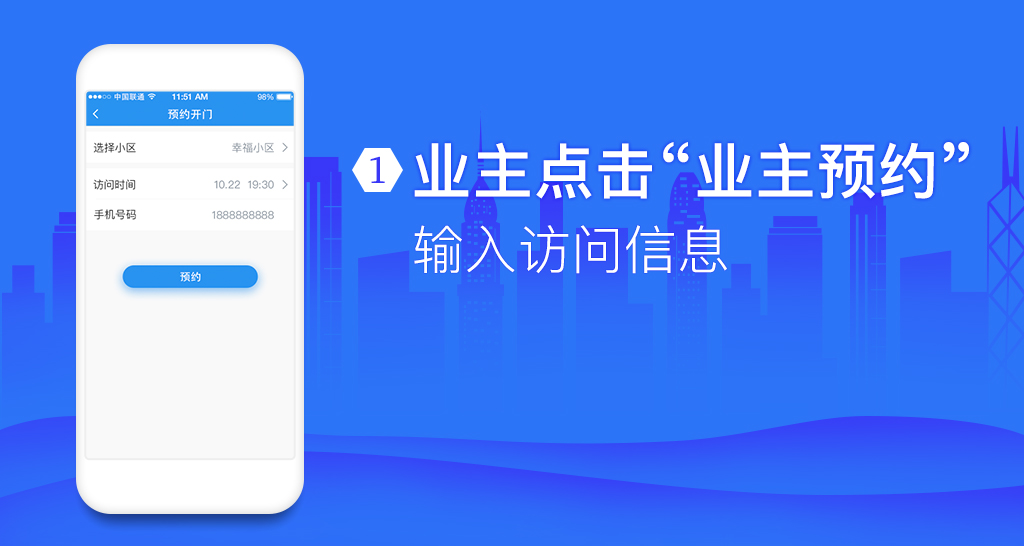 中国联通 11:51 AM 98%
预约开门
选择小区 幸福小区
访问时间 10.22 19:30
手机号码 1888888888
预约
1 业主点击“业主预约”
输入访问信息